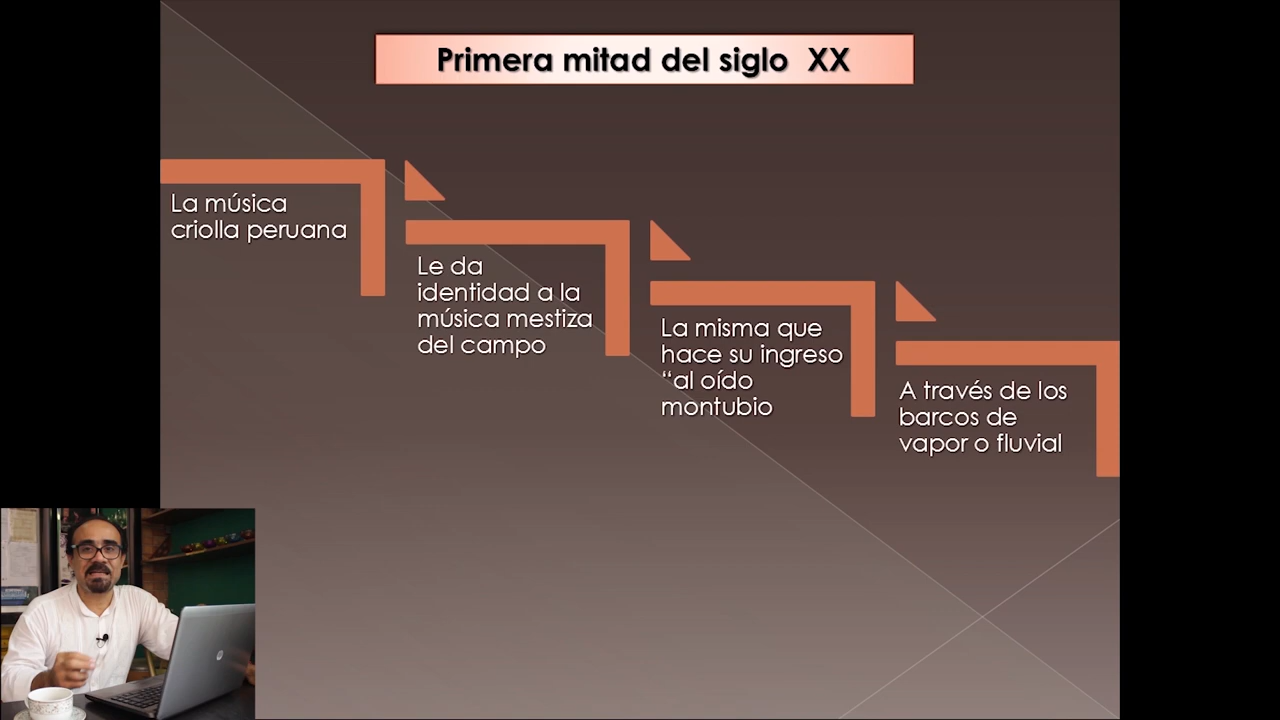 Primera mitad del siglo XX
La música
criolla peruana
Le da
identidad a la
música mestiza
del campo
La misma que
hace su ingreso
“al oído
montubio
A través de los
barcos de
vapor o fluvial